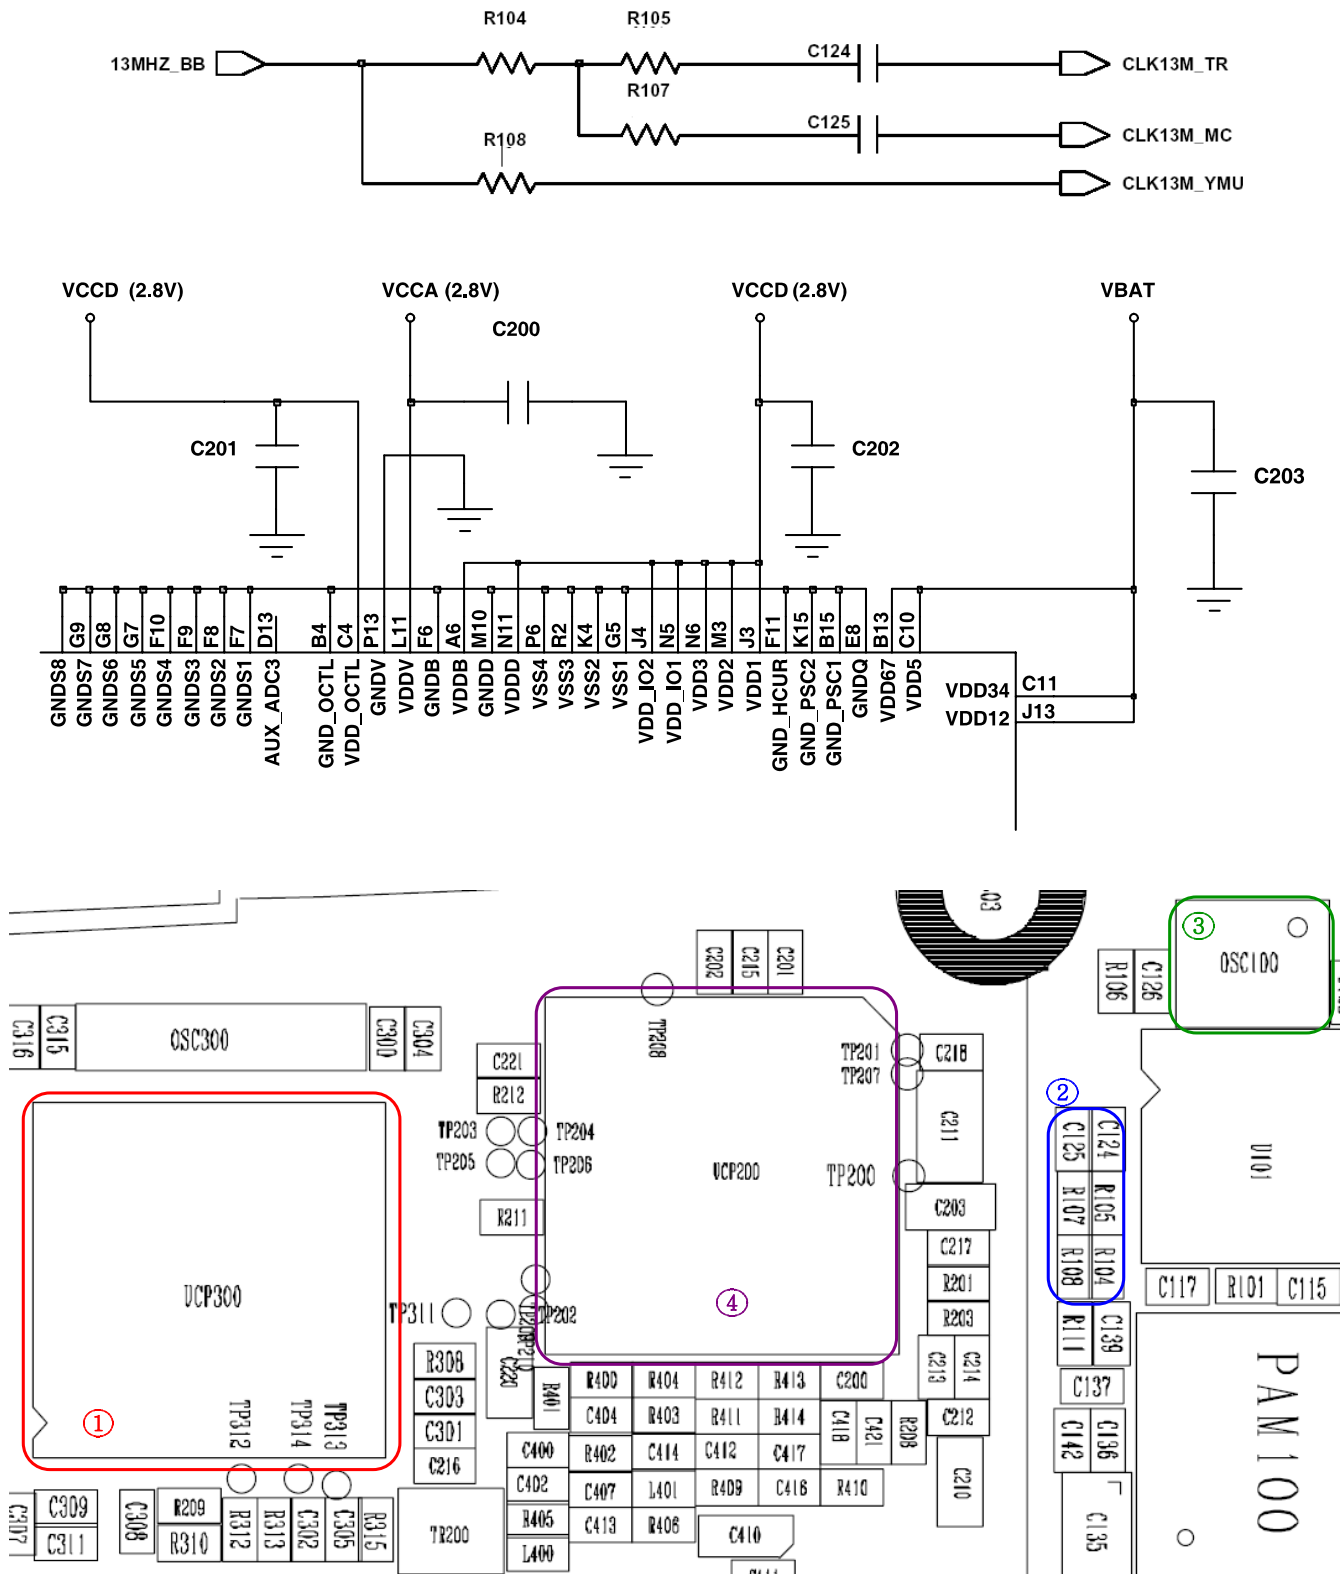 R104
R105
13MHZ_BB
C124
CLK13M_TR
R107
C125
CLK13M_MC
R108
CLK13M_YMU
VCCD (2.8V)
VCCA (2.8V)
VCCD (2.8V)
VBAT
C200
C201
C202
C203
G9
G8
G7
F10
F9
F8
F7
D13
B4
C4
P13
L11
F6
A6
M10
N11
P6
R2
K4
G5
J4
N5
N6
M3
J3
F11
K15
B15
E8
B13
C10
GNDS8
GNDS7
GNDS6
GNDS5
GNDS4
GNDS3
GNDS2
GNDS1
AUX_ADC3
GND_OCTL
VDD_OCTL
GNDV
VDDV
GNDB
VDDB
GNDD
VDDD
VSS4
VSS3
VSS2
VSS1
VDD_IO2
VDD_IO1
VDD3
VDD2
VDD1
GND_HCUR
GND_PSC2
GND_PSC1
GNDQ
VDD67
VDD5
VDD34
C11
VDD12
J13
03
③
OSC100
C202
C215
C201
R106
C126
C316
C315
OSC300
C300
C304
TP208
C221
R212
TP201
TP207
C218
②
TP203
TP204
TP205
TP206
C211
C125
C124
U101
UCP200
TP200
R211
C203
R107
R105
C217
R108
R104
UCP300
R201
C117
R101
C115
④
TP311
TP202
TP209
TP210
R203
R111
C139
R308
C220
R401
R400
R404
R412
R413
C200
C213
C214
C303
C137
PAM100
①
TP312
TP314
TP313
C301
C404
R403
R411
R414
C418
C421
R208
C212
C216
C400
R402
C414
C412
C417
C142
C136
C402
C407
L401
R409
C416
R410
C210
C307
C309
C311
C308
R209
R310
R312
R313
C302
C305
R315
TR200
R405
L400
C413
R406
C410
C135